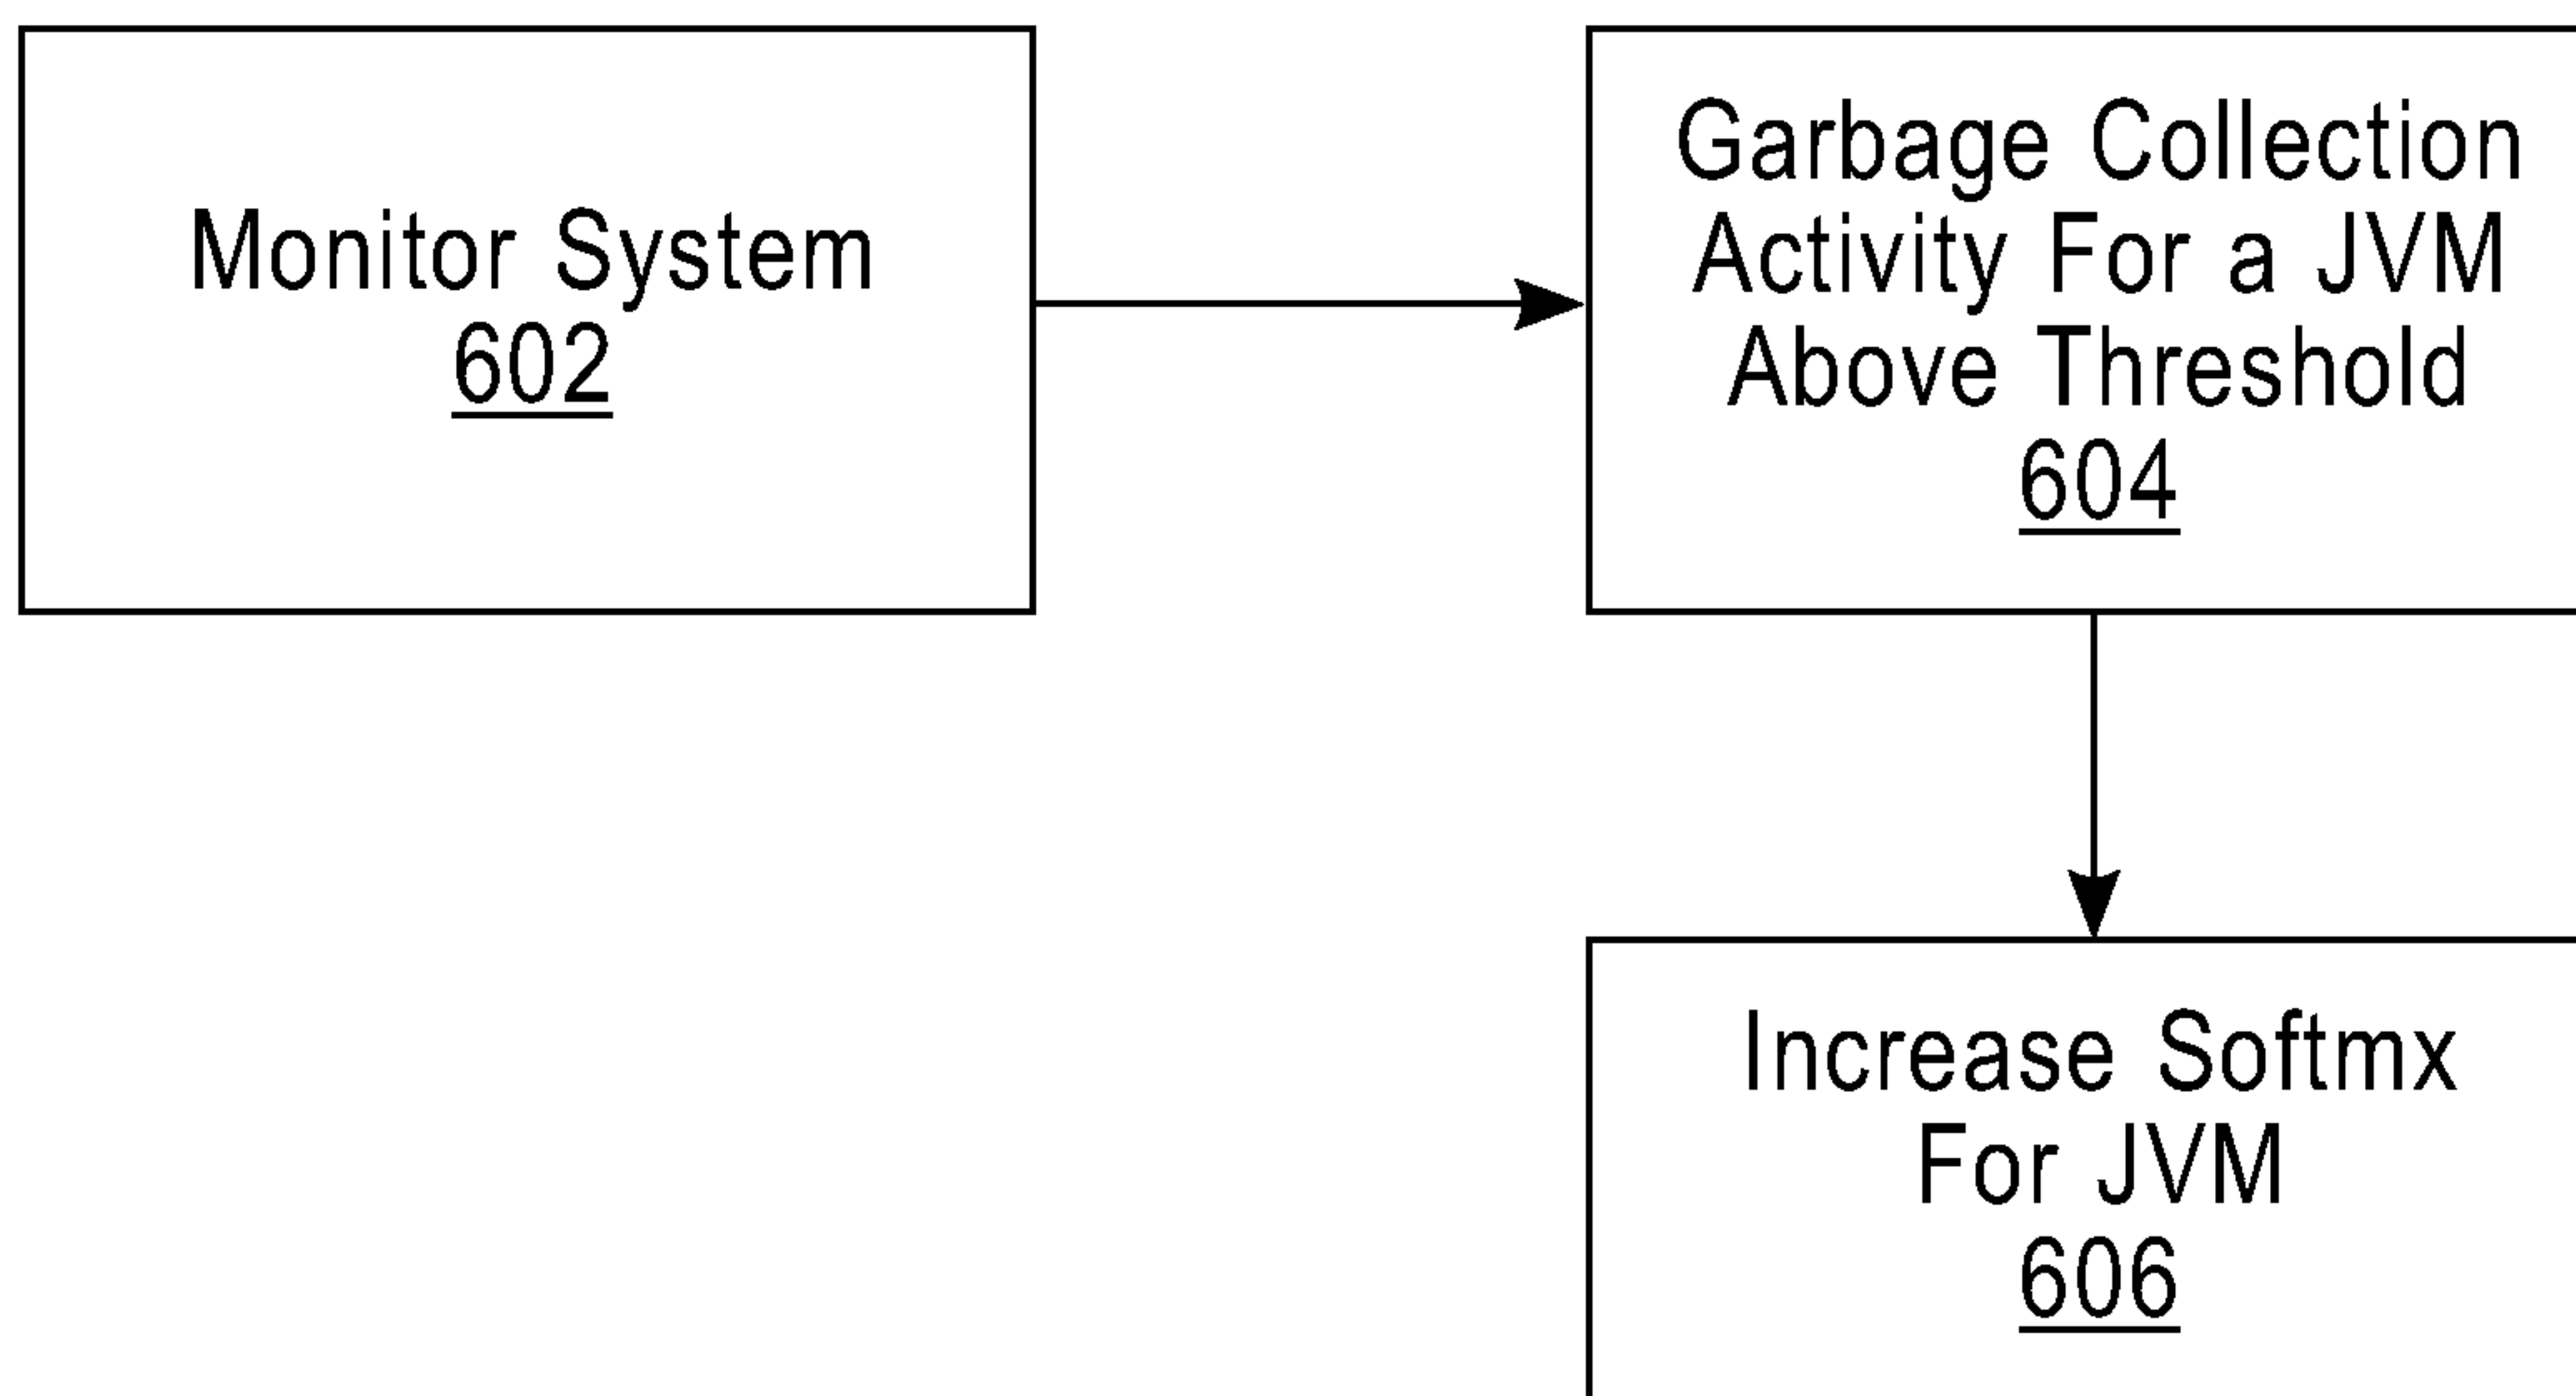 Monitor System
602
Garbage Collection
Activity For a JVM
Above Threshold
604
Increase Softmx
For JVM
606